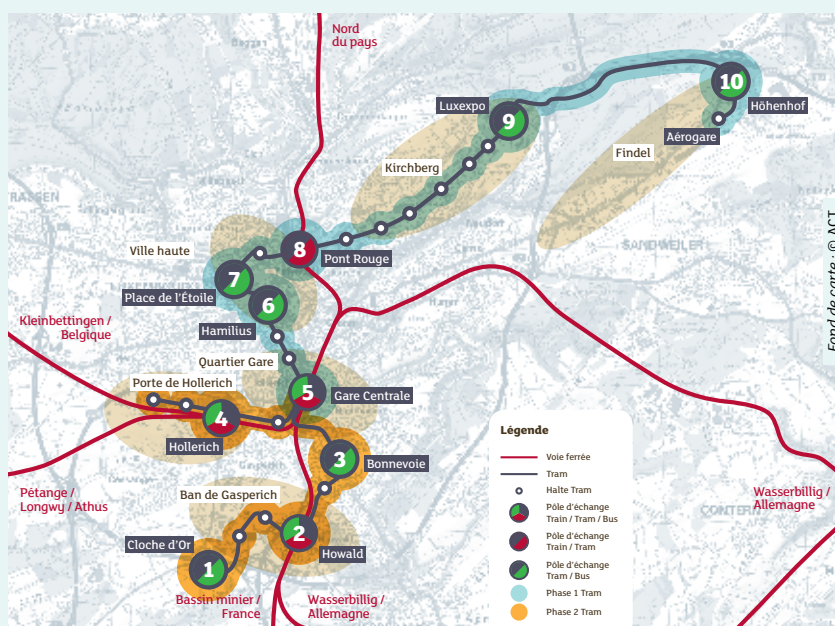 Nord
du pays
10
Höhenhof
Luxexpo
9
Aérogare
Findel
Kirchberg
RASSEN
SANDWEILER
Ville haute
8
Pont Rouge
7
Place de l'Étoile
6
Hamilius
Kleinbettingen /
Belgique
Quartier Gare
Porte de Hollerich
5
Gare Centrale
4
Hollerich
3
Bonnevoie
Pétange /
Longwy / Athus
Ban de Gasperich
Cloche d'Or
2
Howald
1
Bassin minier /
France
Wasserbillig /
Allemagne
Wasserbillig /
Allemagne
CONTERN
Légende
Voie ferrée
Tram
Halte Tram
Pôle d'échange
Train / Tram / Bus
Pôle d'échange
Train / Tram
Pôle d'échange
Tram / Bus
Phase 1 Tram
Phase 2 Tram
Fond de carte : © ACT